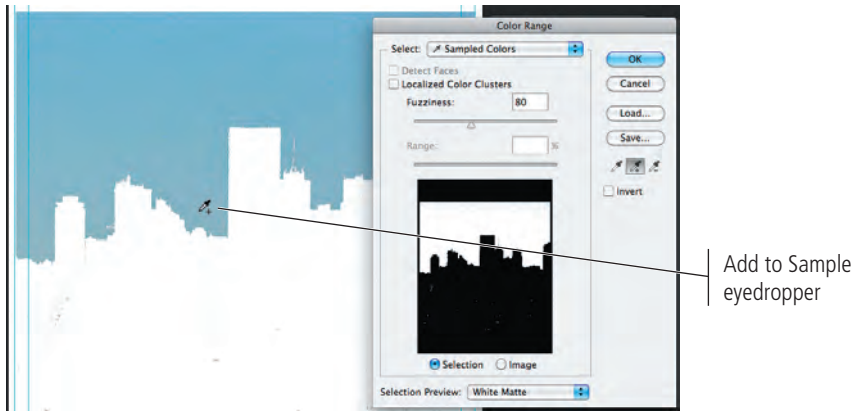 Color Range
Select: Sampled Colors
Detect Faces
Localized Color Clusters
Fuzziness: 80
Range: %
OK
Cancel
Load...
Save...
Invert
Selection Image
Selection Preview: White Matte
Add to Sample
eyedropper